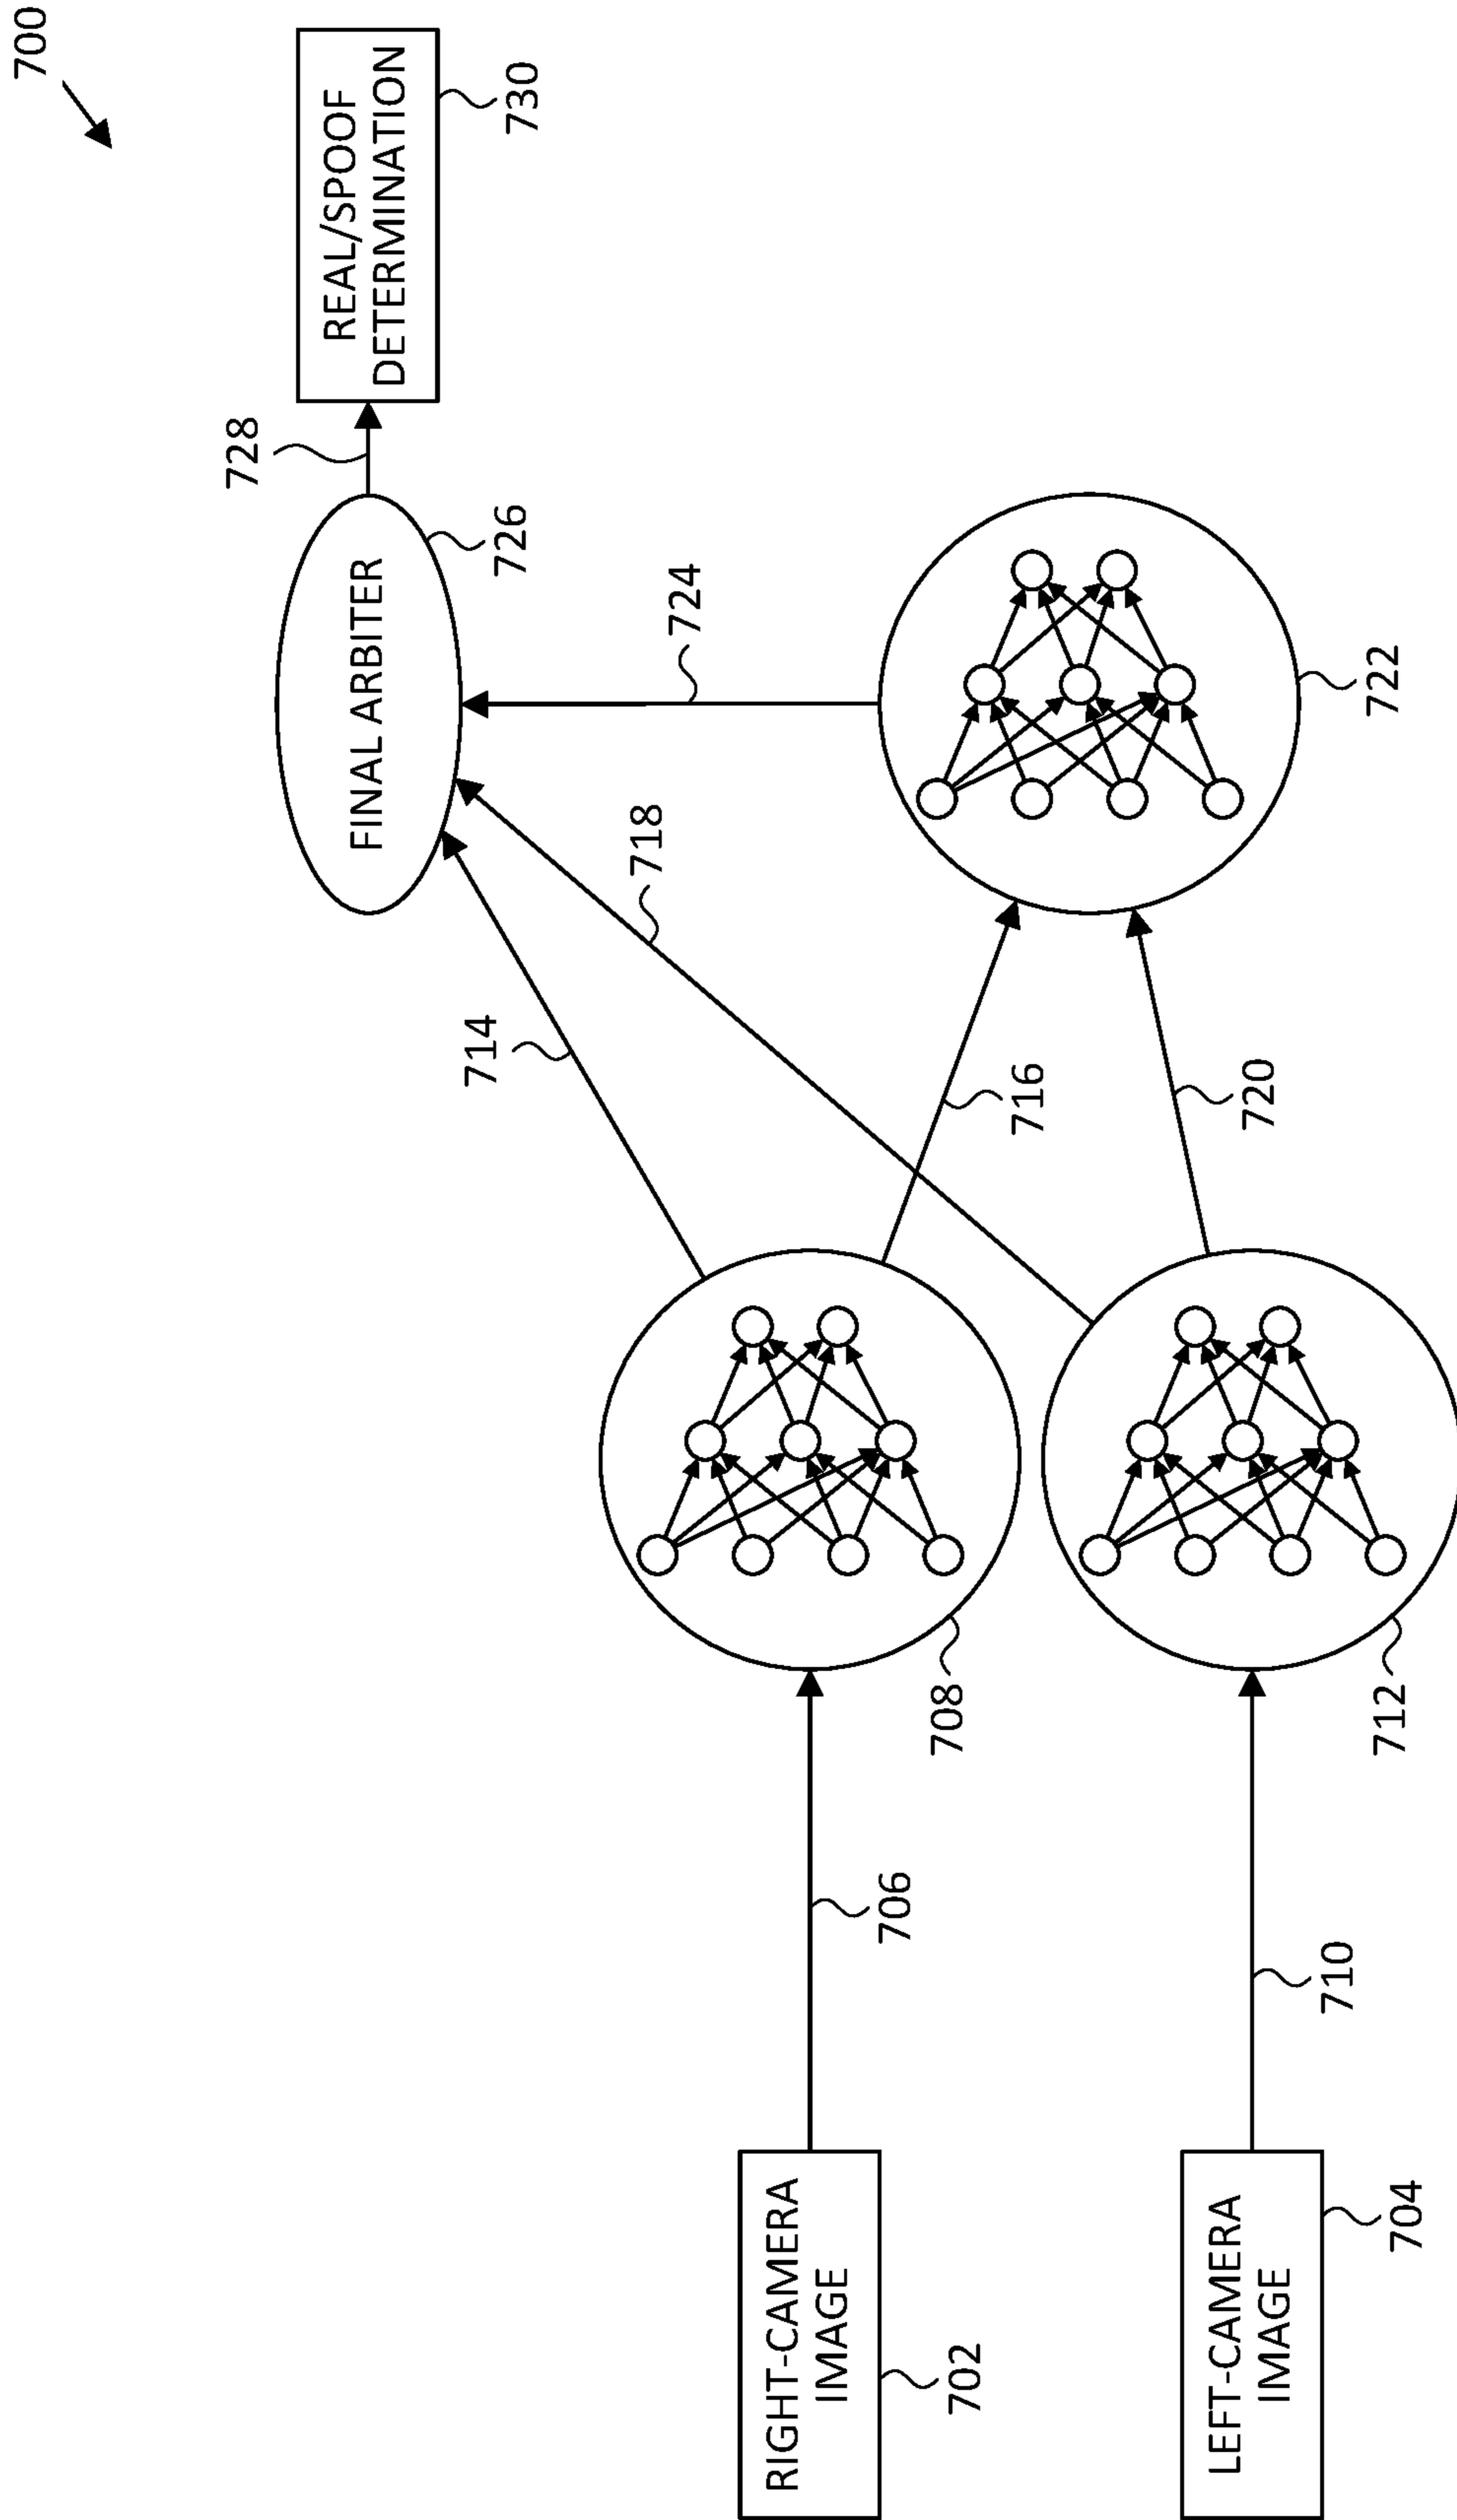 700
REAL/SPOOF
DETERMINATION
730
728
FINAL ARBITER
726
724
718
714
722
716
720
708
712
706
710
RIGHT-CAMERA
IMAGE
702
LEFT-CAMERA
IMAGE
704